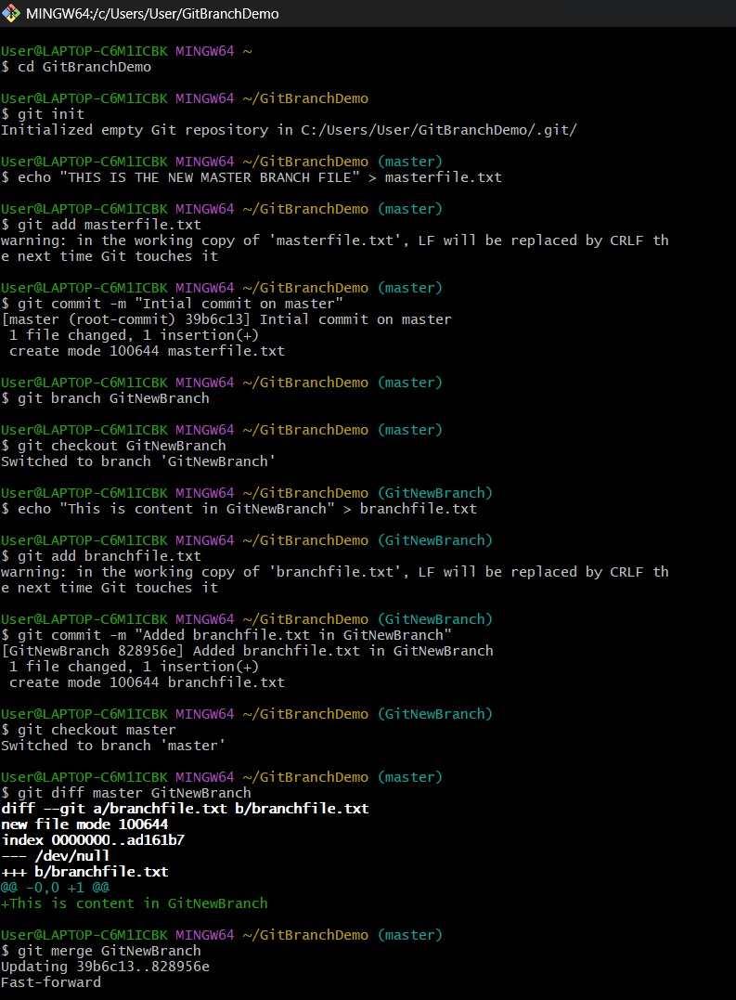 MINGW64:/c/Users/User/GitBranchDemo
User@LAPTOP-C6M1ICBK MINGW64 ~
$ cd GitBranchDemo
User@LAPTOP-C6M1ICBK MINGW64 ~/GitBranchDemo
$ git init
Initialized empty Git repository in C:/Users/User/GitBranchDemo/.git/
User@LAPTOP-C6M1ICBK MINGW64 ~/GitBranchDemo (master)
$ echo "THIS IS THE NEW MASTER BRANCH FILE" > masterfile.txt
User@LAPTOP-C6M1ICBK MINGW64 ~/GitBranchDemo (master)
$ git add masterfile.txt
warning: in the working copy of 'masterfile.txt', LF will be replaced by CRLF th
e next time Git touches it
User@LAPTOP-C6M1ICBK MINGW64 ~/GitBranchDemo (master)
$ git commit -m "Intial commit on master"
[master (root-commit) 39b6c13] Intial commit on master
 1 file changed, 1 insertion(+)
 create mode 100644 masterfile.txt
User@LAPTOP-C6M1ICBK MINGW64 ~/GitBranchDemo (master)
$ git branch GitNewBranch
User@LAPTOP-C6M1ICBK MINGW64 ~/GitBranchDemo (master)
$ git checkout GitNewBranch
Switched to branch 'GitNewBranch'
User@LAPTOP-C6M1ICBK MINGW64 ~/GitBranchDemo (GitNewBranch)
$ echo "This is content in GitNewBranch" > branchfile.txt
User@LAPTOP-C6M1ICBK MINGW64 ~/GitBranchDemo (GitNewBranch)
$ git add branchfile.txt
warning: in the working copy of 'branchfile.txt', LF will be replaced by CRLF th
e next time Git touches it
User@LAPTOP-C6M1ICBK MINGW64 ~/GitBranchDemo (GitNewBranch)
$ git commit -m "Added branchfile.txt in GitNewBranch"
[GitNewBranch 828956e] Added branchfile.txt in GitNewBranch
 1 file changed, 1 insertion(+)
 create mode 100644 branchfile.txt
User@LAPTOP-C6M1ICBK MINGW64 ~/GitBranchDemo (GitNewBranch)
$ git checkout master
Switched to branch 'master'
User@LAPTOP-C6M1ICBK MINGW64 ~/GitBranchDemo (master)
$ git diff master GitNewBranch
diff --git a/branchfile.txt b/branchfile.txt
new file mode 100644
index 0000000..ad161b7
--- /dev/null
+++ b/branchfile.txt
@@ -0,0 +1 @@
+This is content in GitNewBranch
User@LAPTOP-C6M1ICBK MINGW64 ~/GitBranchDemo (master)
$ git merge GitNewBranch
Updating 39b6c13..828956e
Fast-forward